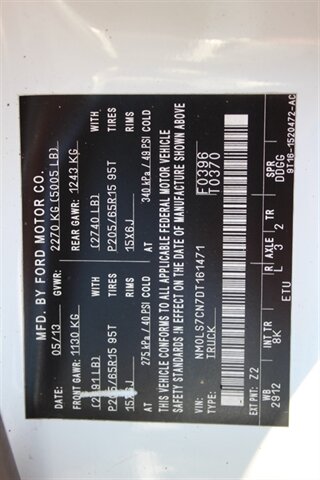 MFD. BY FORD MOTOR CO.
DATE: 05/13 GVWR: 2270 KG (5005 LB)
FRONT GAWR: 1130 KG REAR GAWR: 1243 KG
(2491 LB) WITH (2740 LB) WITH
P205/65R15 95T TIRES P205/65R15 95T TIRES
15X6J RIMS 15X6J RIMS
AT 275 kPa / 40 PSI COLD AT 340 kPa / 49 PSI COLD
THIS VEHICLE CONFORMS TO ALL APPLICABLE FEDERAL MOTOR VEHICLE
SAFETY STANDARDS IN EFFECT ON THE DATE OF MANUFACTURE SHOWN ABOVE
VIN: NM0LS7CN7DT161471 F0396
TYPE: TRUCK T0370
EXT PNT: Z2
WB INT TR R AXLE TR SPR
2912 8K L 3 2 DDGG
ETU
9T16-1520472-AC